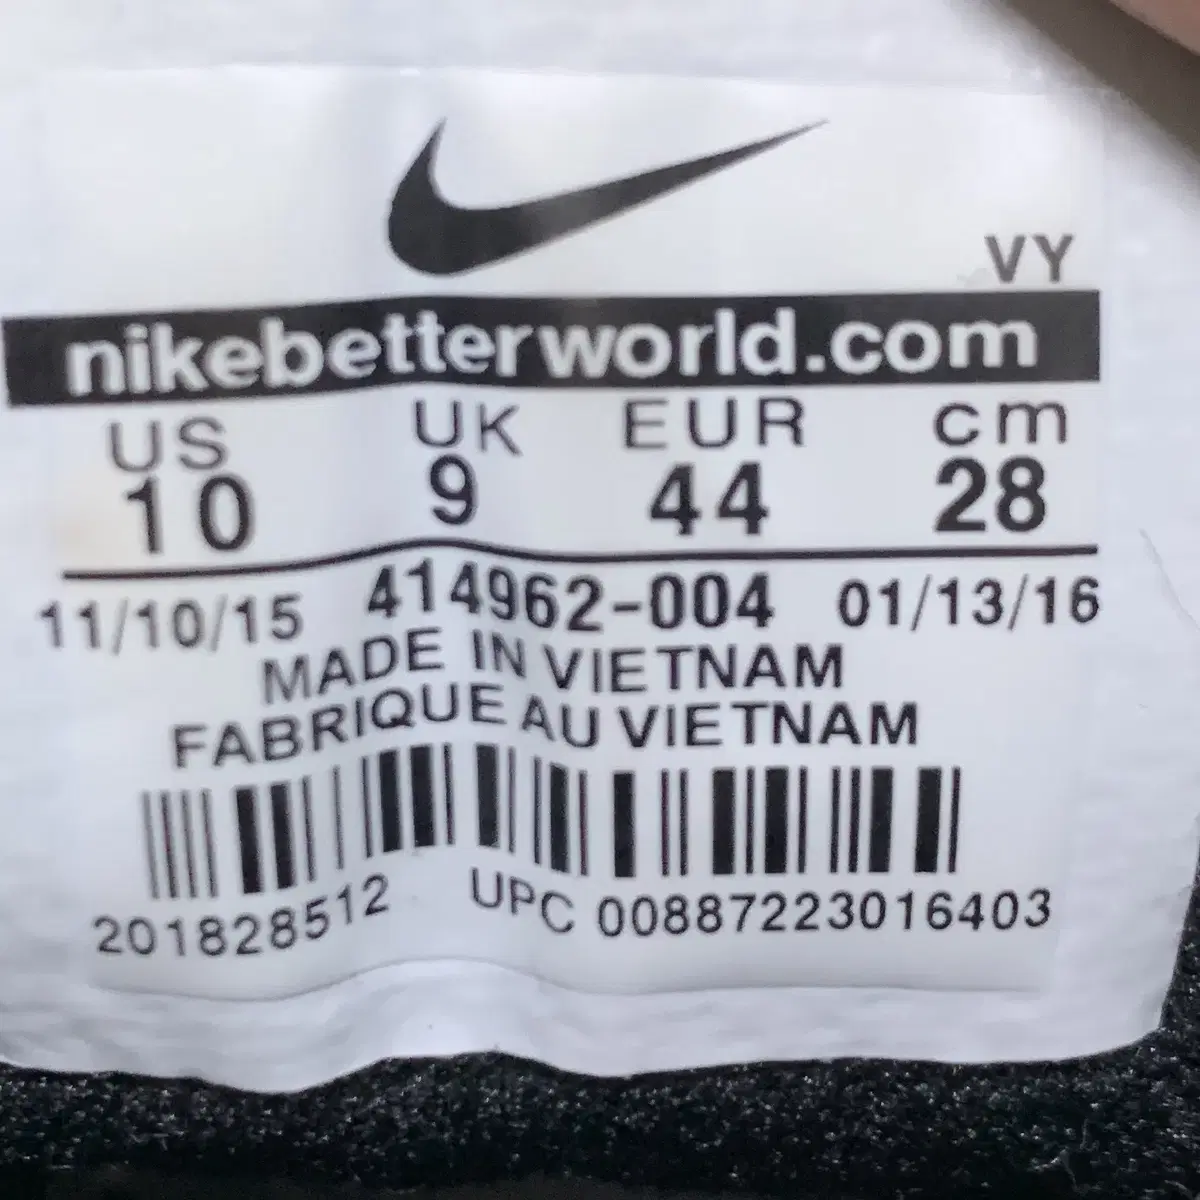 VY
nikebetterworld.com
US UK EUR cm
10 9 44 28
11/10/15 414962-004 01/13/16
MADE IN VIETNAM
FABRIQUE AU VIETNAM
201828512 UPC 00887223016403